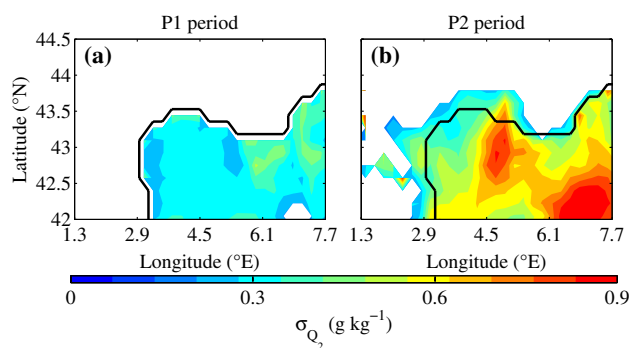 P1 period P2 period
(a) (b)
Latitude (°N)
44.5
44
43.5
43
42.5
42
1.3 2.9 4.5 6.1 7.7 1.3 2.9 4.5 6.1 7.7
Longitude (°E) Longitude (°E)
0 0.3 0.6 0.9
σQ2 (g kg−1)